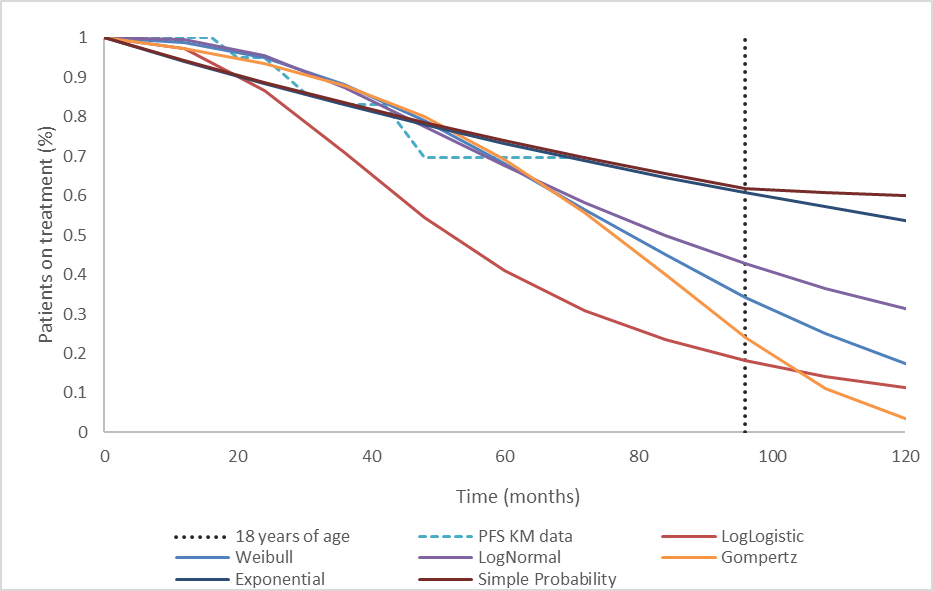 1
0.9
0.8
0.7
0.6
0.5
0.4
0.3
0.2
0.1
0
Patients on treatment (%)
0 20 40 60 80 100 120
Time (months)
18 years of age PFS KM data LogLogistic
Weibull LogNormal Gompertz
Exponential Simple Probability